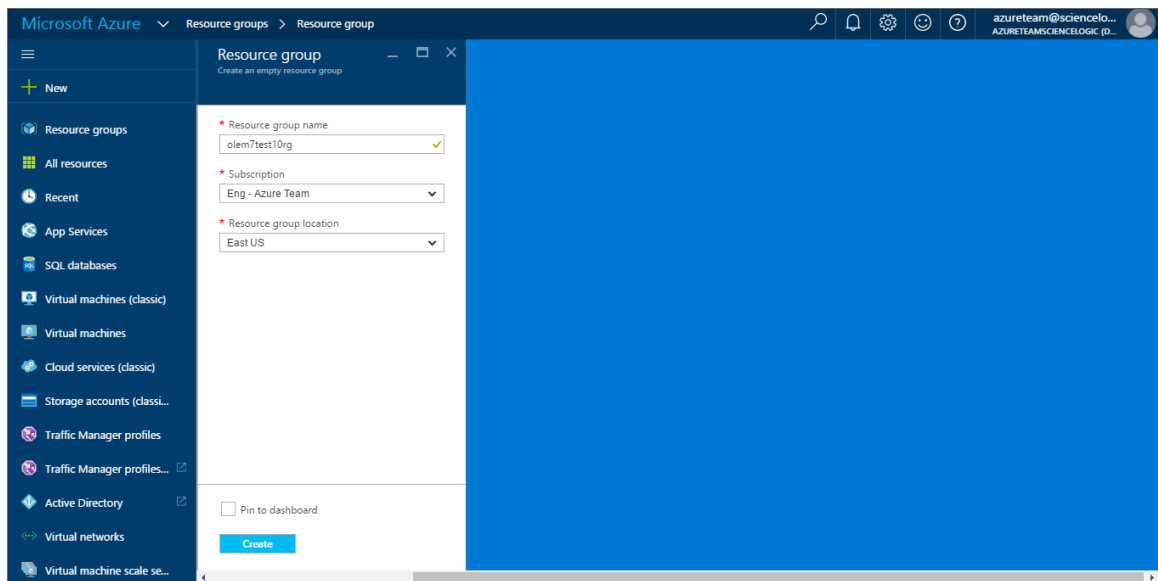 Microsoft Azure Resource groups > Resource group
azureteam@sciencelo...
AZURETEAMSCIENCELOGIC (D...
Resource group
Create an empty resource group
New
Resource groups
All resources
Recent
App Services
SQL databases
Virtual machines (classic)
Virtual machines
Cloud services (classic)
Storage accounts (classi...
Traffic Manager profiles
Traffic Manager profiles...
Active Directory
Virtual networks
Virtual machine scale se...
* Resource group name
olem7test10rg
* Subscription
Eng - Azure Team
* Resource group location
East US
Pin to dashboard
Create